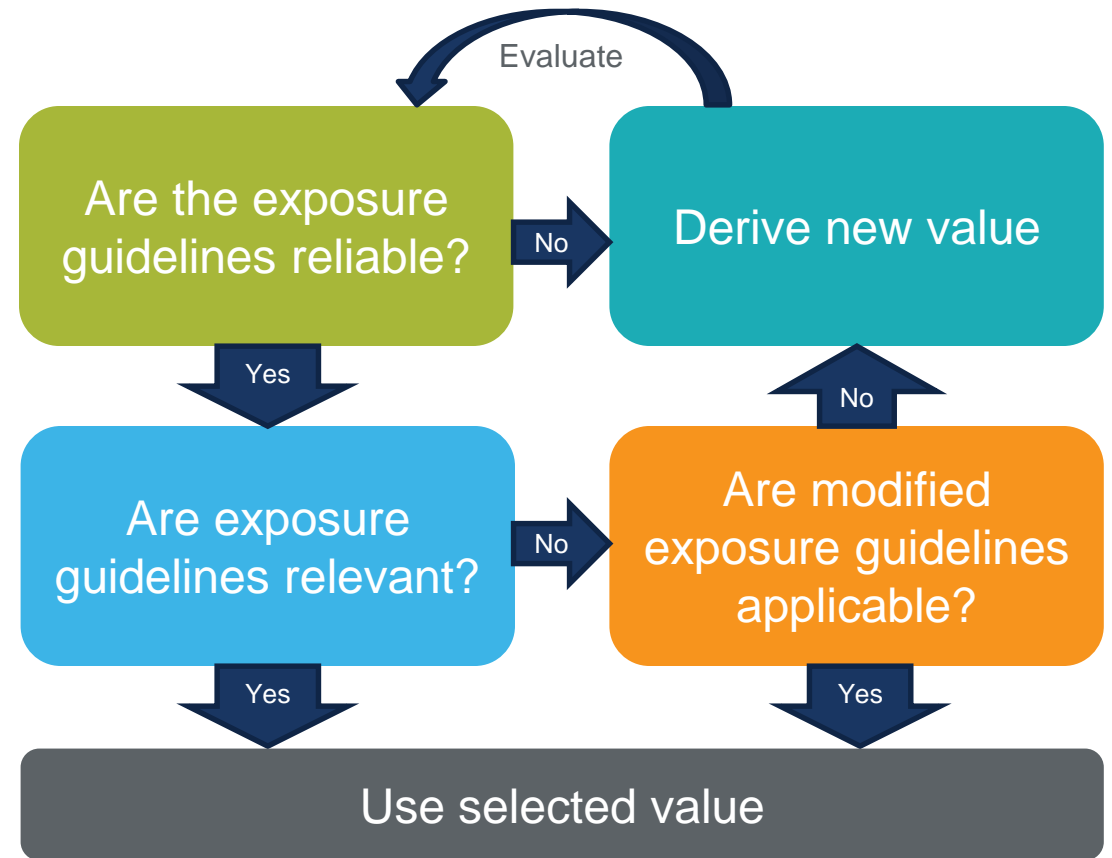 Evaluate
Are the exposure
guidelines reliable?
No
Derive new value
Yes
No
Are exposure
guidelines relevant?
No
Are modified
exposure guidelines
applicable?
Yes
Yes
Use selected value